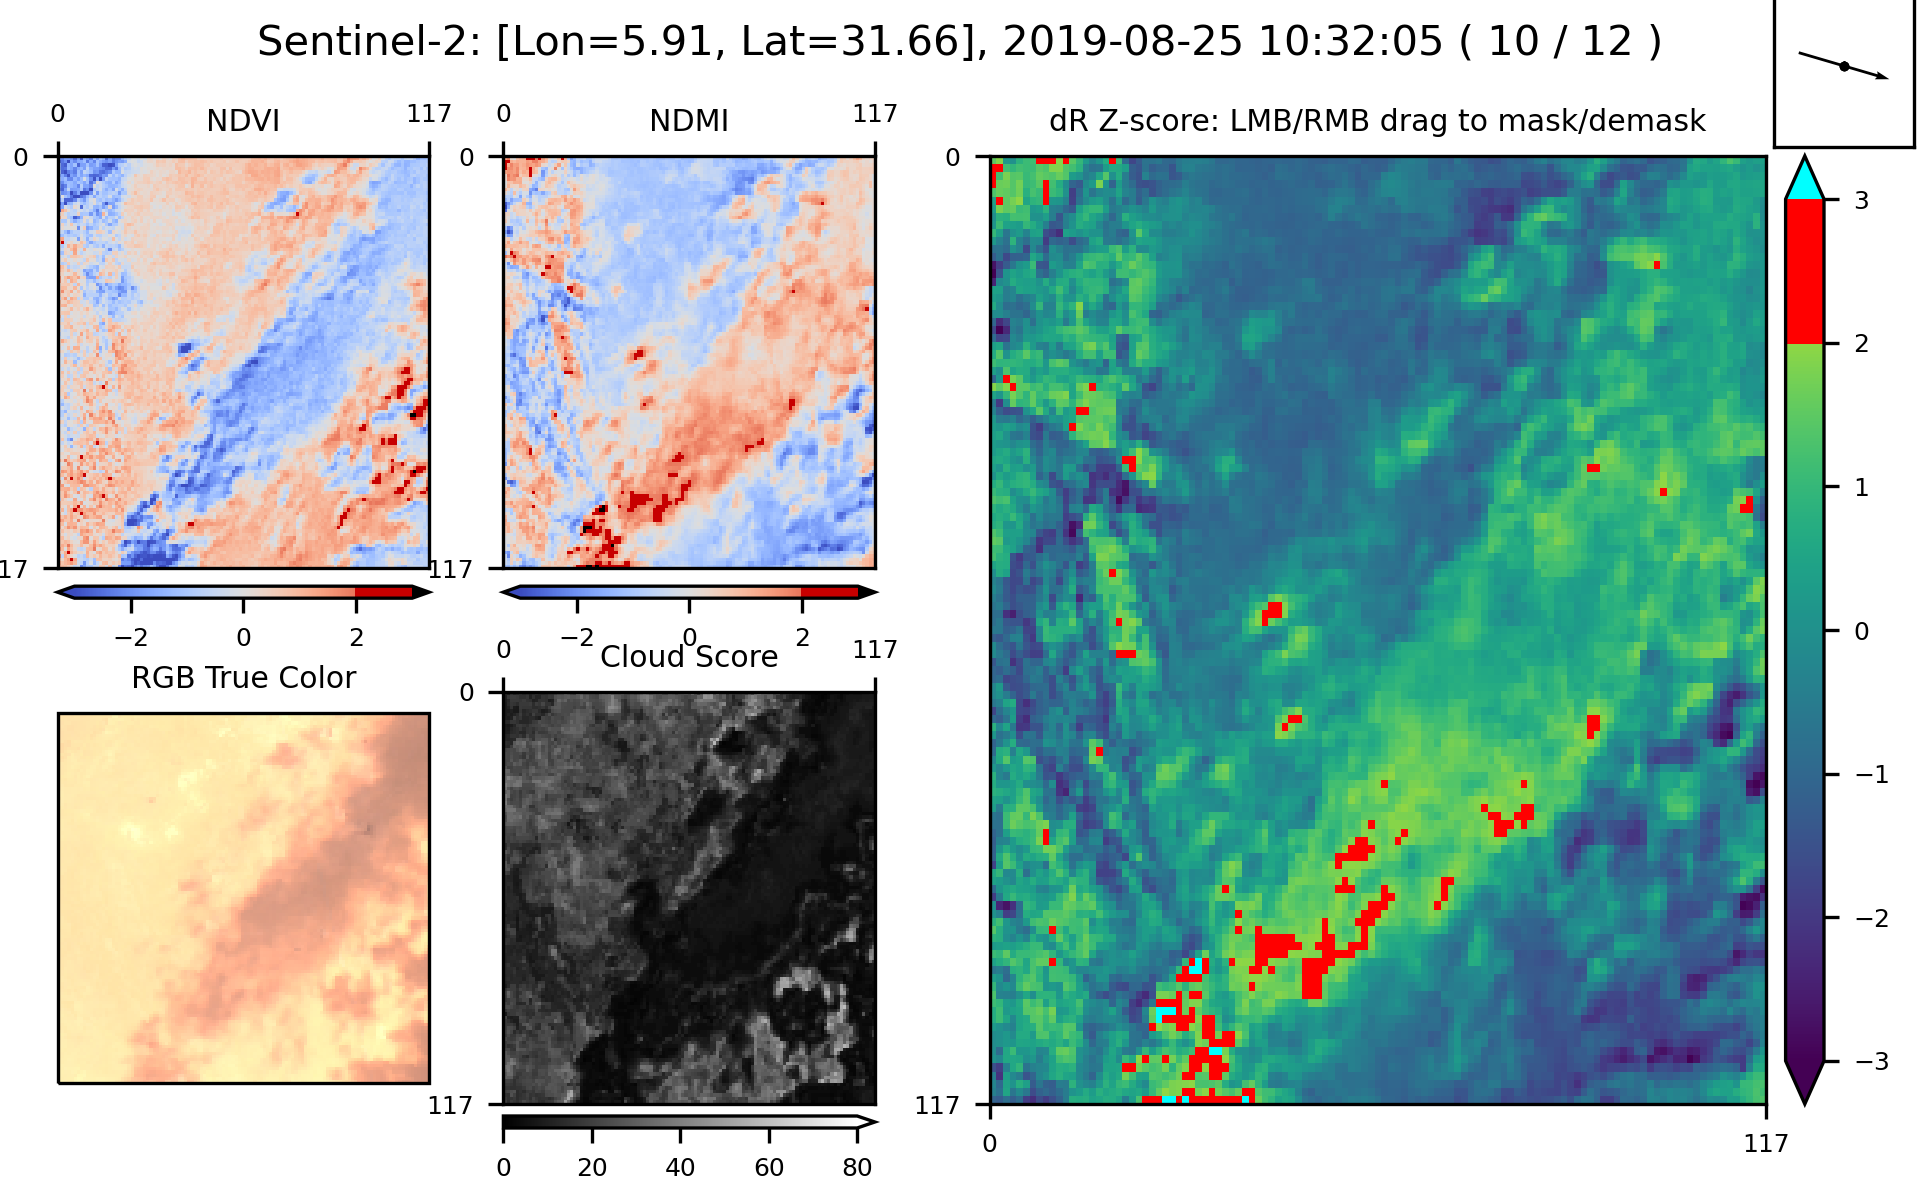 Sentinel-2: [Lon=5.91, Lat=31.66], 2019-08-25 10:32:05 ( 10 / 12 )
0 NDVI 117
0 NDMI 117
dR Z-score: LMB/RMB drag to mask/demask
0
0
0
3
2
1
0
−1
−2
−3
17
117
−2 0 2
−2 0 2
RGB True Color
0 Cloud Score 117
0
117
117
0 20 40 60 80
0 117